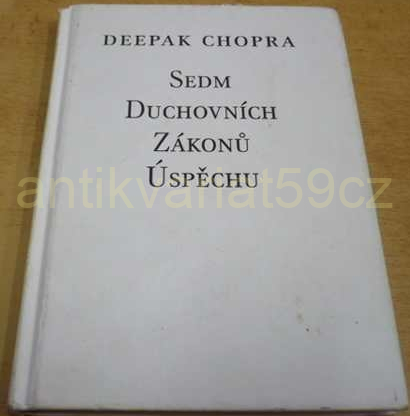 DEEPAK CHOPRA
SEDM
DUCHOVNÍCH
ZÁKONŮ
ÚSPĚCHU
antikvariat59cz